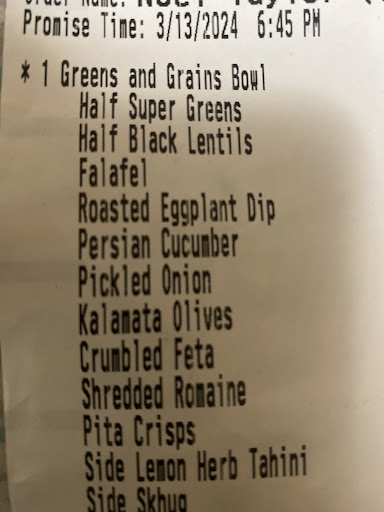 Order Name:
Promise Time: 3/13/2024 6:45 PM
* 1 Greens and Grains Bowl
Half Super Greens
Half Black Lentils
Falafel
Roasted Eggplant Dip
Persian Cucumber
Pickled Onion
Kalamata Olives
Crumbled Feta
Shredded Romaine
Pita Crisps
Side Lemon Herb Tahini
Side Skhug